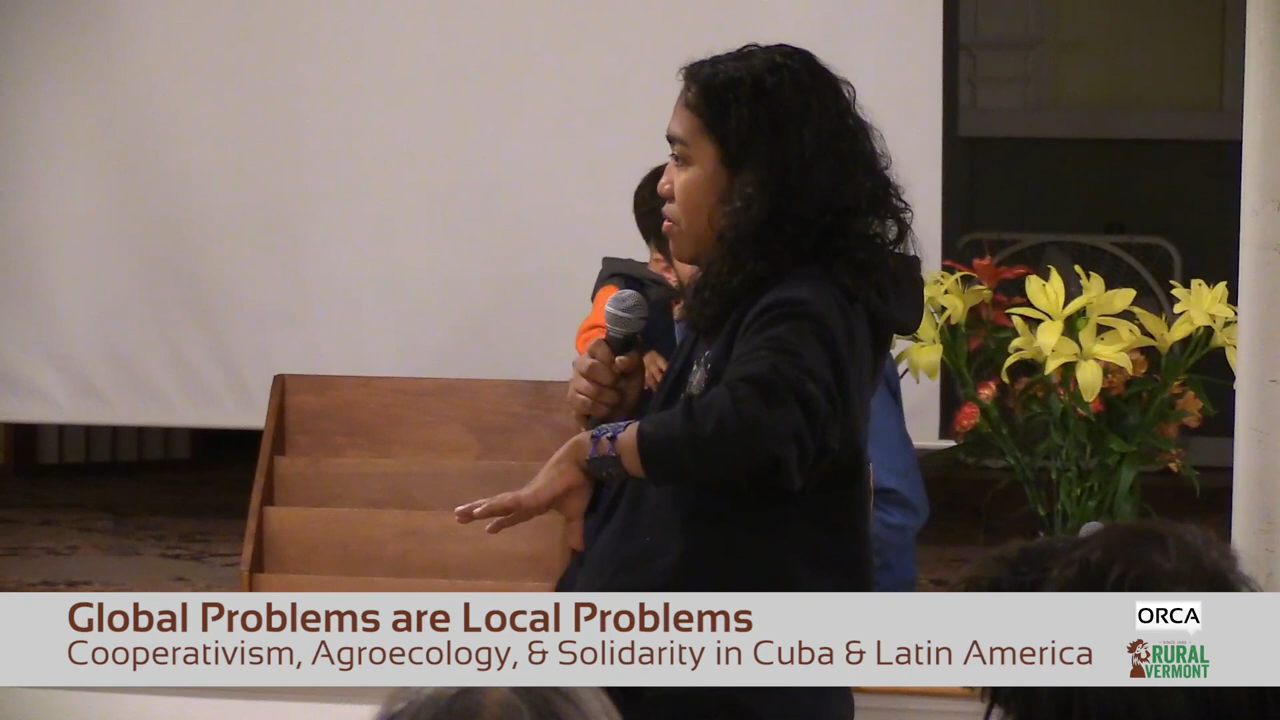 Global Problems are Local Problems
Cooperativism, Agroecology, & Solidarity in Cuba & Latin America
ORCA
RURAL
VERMONT